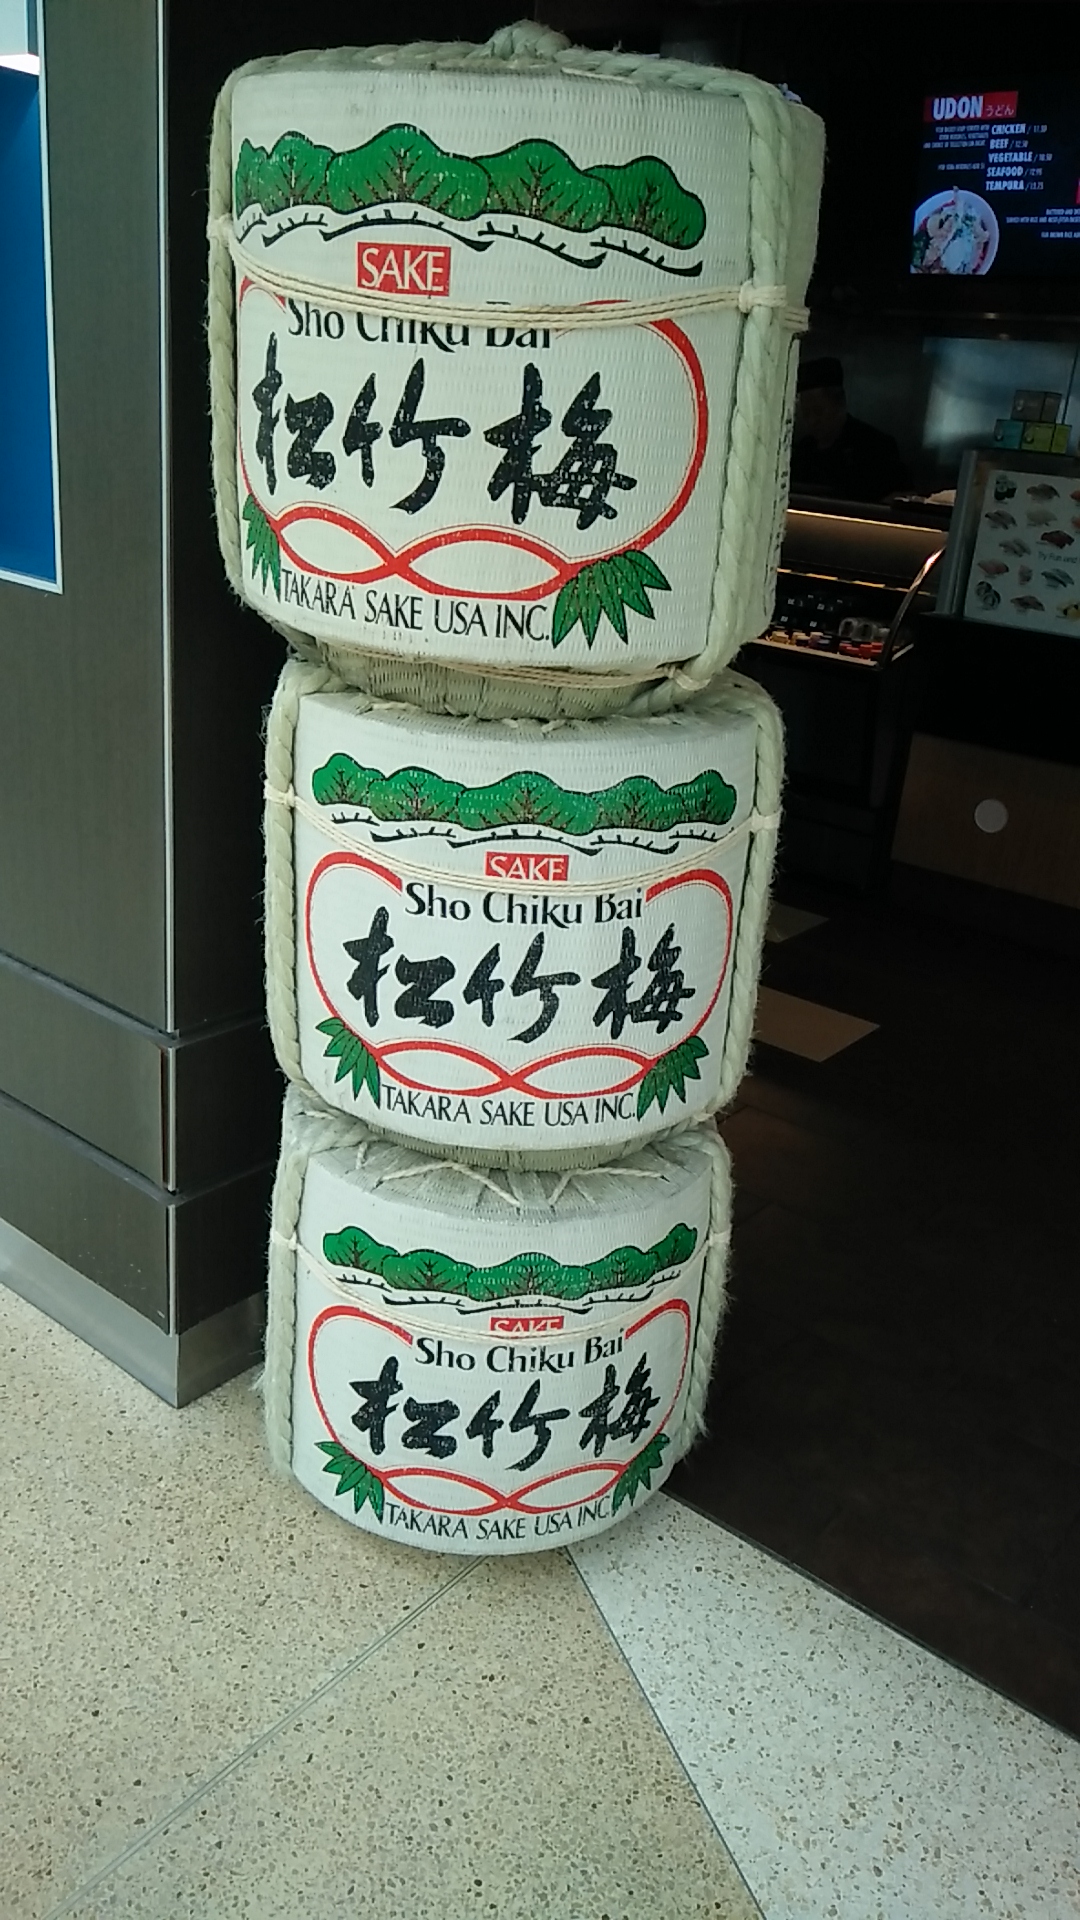 SAKE
Sho Chiku Bai
松竹梅
TAKARA SAKE USA INC.
SAKE
Sho Chiku Bai
松竹梅
TAKARA SAKE USA INC.
SAKE
Sho Chiku Bai
松竹梅
TAKARA SAKE USA INC.
UDON うどん
CHICKEN /
BEEF /
VEGETABLE /
SEAFOOD /
TEMPURA /